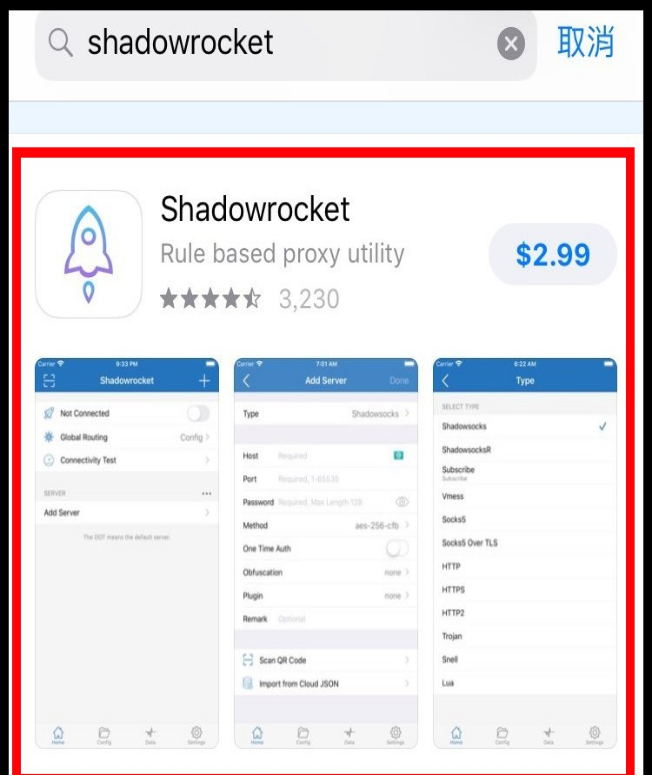 shadowrocket 取消
Shadowrocket
Rule based proxy utility
$2.99
3,230
Carrier 9:33 PM
Shadowrocket
Not Connected
Global Routing Config
Connectivity Test
SERVER
Add Server
The DOT means the default server.
Home Config Data Settings
Carrier 7:01 AM
Add Server Done
Type Shadowsocks
Host Required
Port Required, 1-65535
Password Required, Max Length 128
Method aes-256-cfb
One Time Auth
Obfuscation none
Plugin none
Remark Optional
Scan QR Code
Import from Cloud JSON
Home Config Data Settings
Carrier 8:22 AM
Type
SELECT TYPE
Shadowsocks
ShadowsocksR
Subscribe
Subscribe
Vmess
Socks5
Socks5 Over TLS
HTTP
HTTPS
HTTP2
Trojan
Snell
Lua
Home Config Data Settings